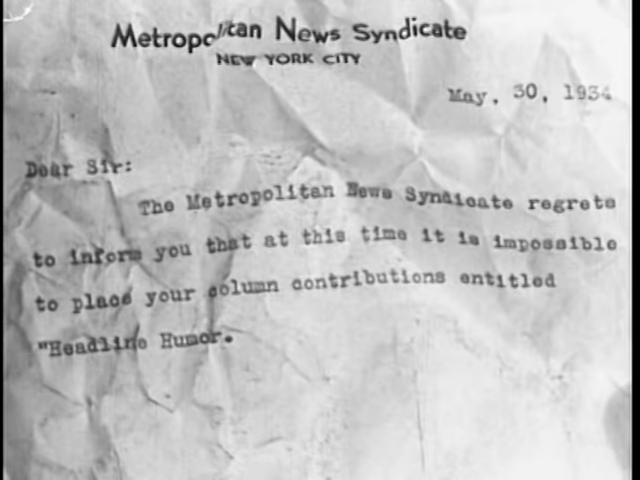 Metropolitan News Syndicate
NEW YORK CITY
May, 30, 1934
Dear Sir:
The Metropolitan News Syndicate regrets
to inform you that at this time it is impossible
to place your column contributions entitled
"Headline Humor.